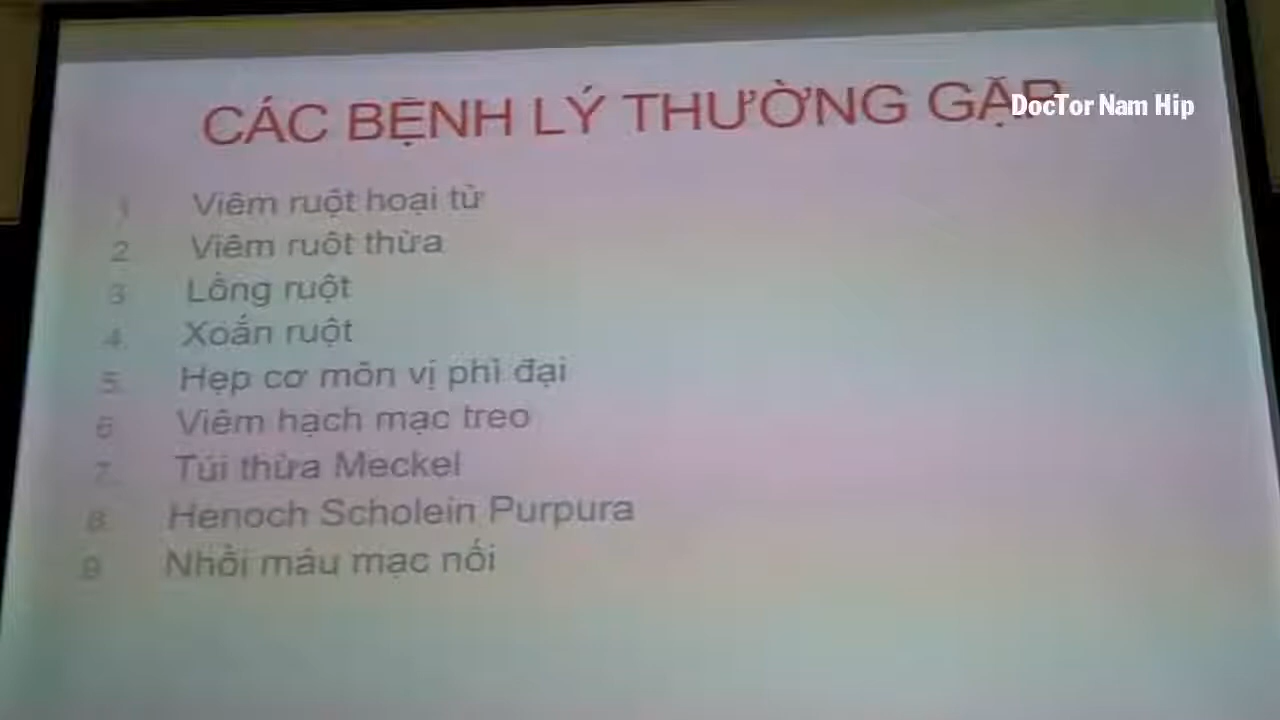 CÁC BỆNH LÝ THƯỜNG GẶP
DocTor Nam Hip
1. Viêm ruột hoại tử
2. Viêm ruột thừa
3. Lồng ruột
4. Xoắn ruột
5. Hẹp cơ môn vị phì đại
6. Viêm hạch mạc treo
7. Túi thừa Meckel
8. Henoch Scholein Purpura
9. Nhồi máu mạc nối